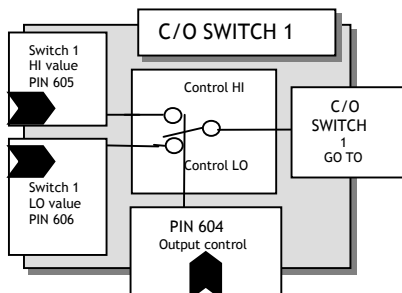 C/O SWITCH 1
Switch 1
HI value
PIN 605
Control HI
C/O
SWITCH
1
GO TO
Control LO
Switch 1
LO value
PIN 606
PIN 604
Output control